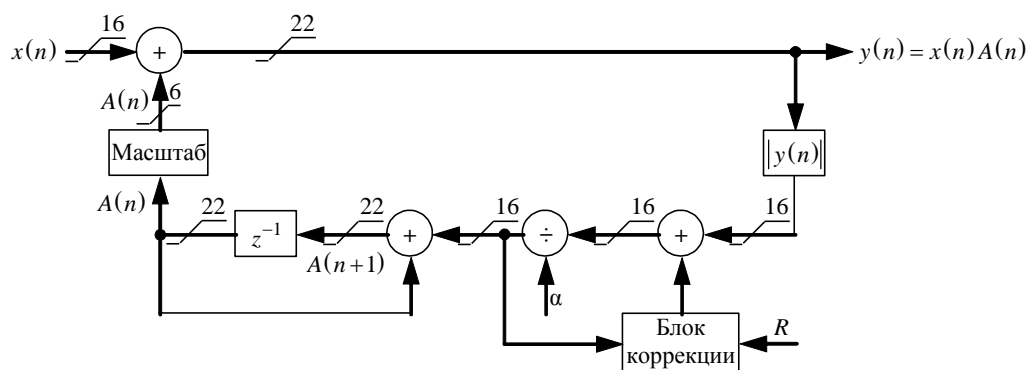 16
22
x(n)
+
y(n) = x(n)A(n)
A(n)
6
Масштаб
|y(n)|
A(n)
22
z⁻¹
22
+
16
÷
16
+
16
A(n+1)
α
Блок
коррекции
R